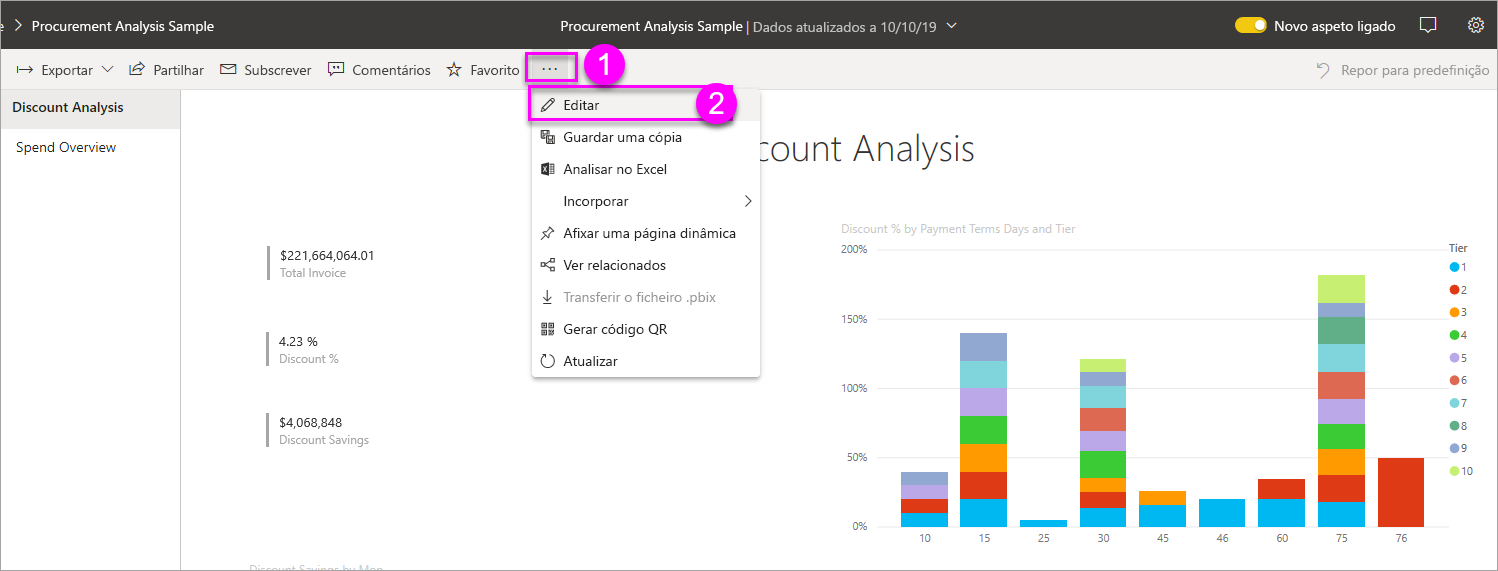 Procurement Analysis Sample
Procurement Analysis Sample | Dados atualizados a 10/10/19
Novo aspeto ligado
Exportar
Partilhar
Subscrever
Comentários
Favorito
...
1
Repor para predefinição
Discount Analysis
Spend Overview
Editar
2
Guardar uma cópia
Analisar no Excel
Incorporar
Afixar uma página dinâmica
Ver relacionados
Transferir o ficheiro .pbix
Gerar código QR
Atualizar
count Analysis
$221,664,064.01
Total Invoice
4.23 %
Discount %
$4,068,848
Discount Savings
Discount % by Payment Terms Days and Tier
200%
150%
100%
50%
0%
10 15 25 30 45 46 60 75 76
Tier
1
2
3
4
5
6
7
8
9
10
Discount Savings by Mon